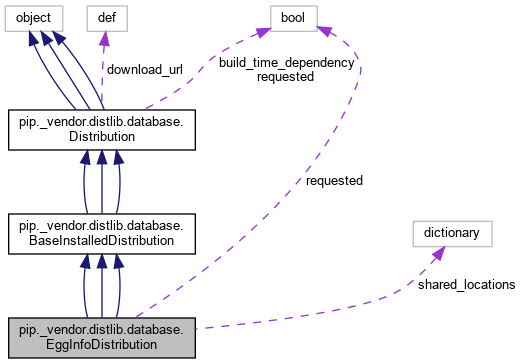 object
def
bool
download_url
build_time_dependency
requested
pip._vendor.distlib.database.
Distribution
requested
pip._vendor.distlib.database.
BaseInstalledDistribution
dictionary
shared_locations
pip._vendor.distlib.database.
EggInfoDistribution